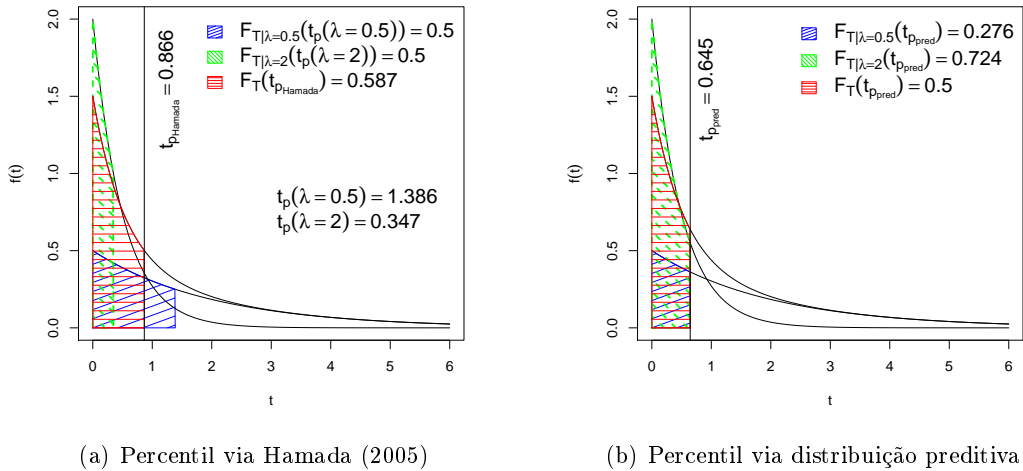 F_{T|λ=0.5}(t_p(λ = 0.5)) = 0.5
F_{T|λ=2}(t_p(λ = 2)) = 0.5
F_T(t_{p_{Hamada}}) = 0.587
t_{p_{Hamada}} = 0.866
t_p(λ = 0.5) = 1.386
t_p(λ = 2) = 0.347
f(t)
2.0
1.5
1.0
0.5
0.0
0 1 2 3 4 5 6
t
(a) Percentil via Hamada (2005)
F_{T|λ=0.5}(t_{p_{pred}}) = 0.276
F_{T|λ=2}(t_{p_{pred}}) = 0.724
F_T(t_{p_{pred}}) = 0.5
t_{p_{pred}} = 0.645
f(t)
2.0
1.5
1.0
0.5
0.0
0 1 2 3 4 5 6
t
(b) Percentil via distribuição preditiva